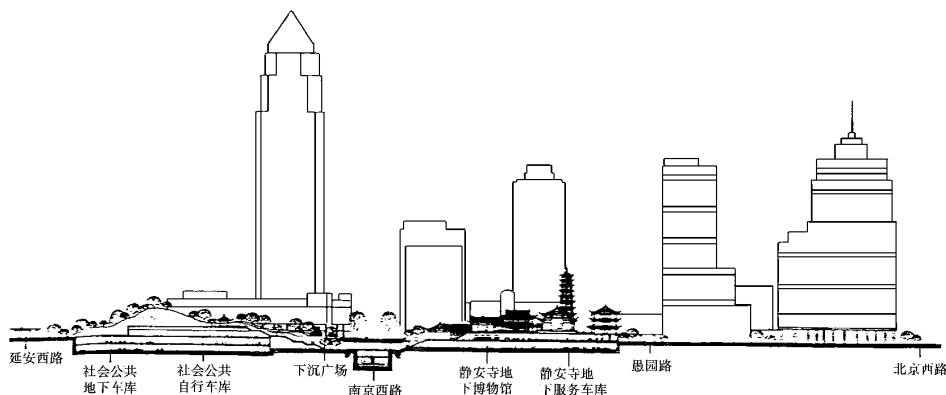 延安西路
社会公共
地下车库
社会公共
自行车库
下沉广场
南京西路
静安寺地
下博物馆
静安寺地
下服务车库
愚园路
北京西路